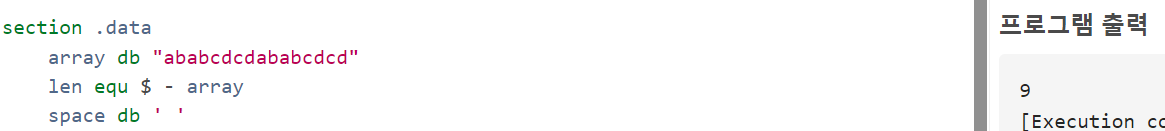 section .data
array db "ababcdcdababcdcd"
len equ $ - array
space db ' '
프로그램 출력
9
[Execution co